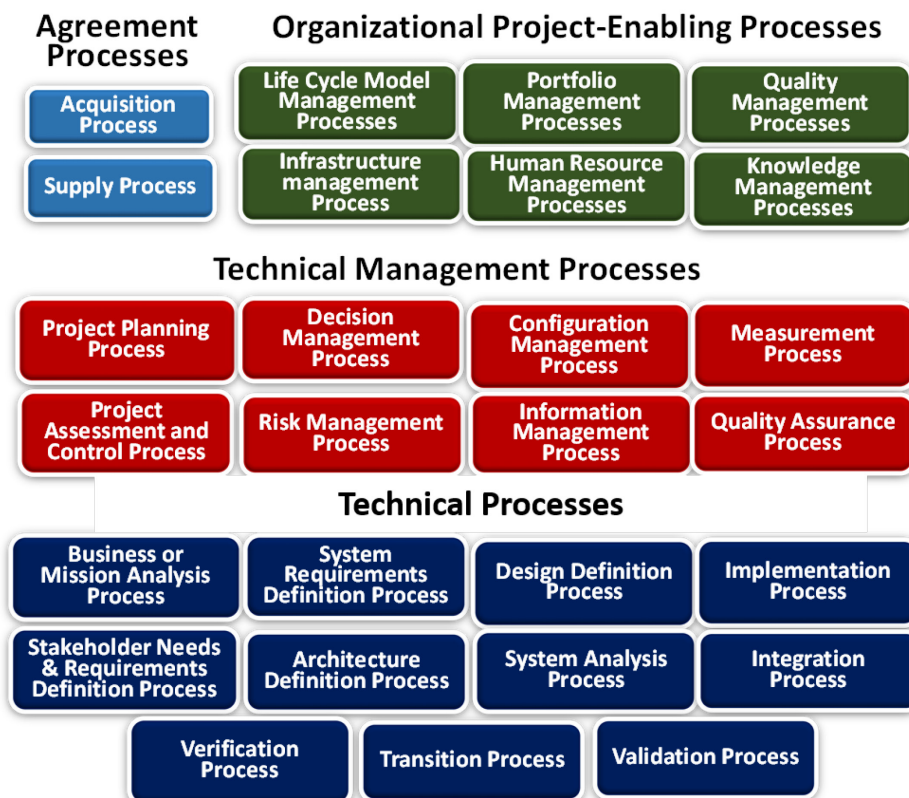 Agreement
Processes
Organizational Project-Enabling Processes
Acquisition
Process
Supply Process
Life Cycle Model
Management
Processes
Portfolio
Management
Processes
Quality
Management
Processes
Infrastructure
management
Process
Human Resource
Management
Processes
Knowledge
Management
Processes
Technical Management Processes
Project Planning
Process
Decision
Management
Process
Configuration
Management
Process
Measurement
Process
Project
Assessment and
Control Process
Risk Management
Process
Information
Management
Process
Quality Assurance
Process
Technical Processes
Business or
Mission Analysis
Process
System
Requirements
Definition Process
Design Definition
Process
Implementation
Process
Stakeholder Needs
& Requirements
Definition Process
Architecture
Definition Process
System Analysis
Process
Integration
Process
Verification
Process
Transition Process
Validation Process